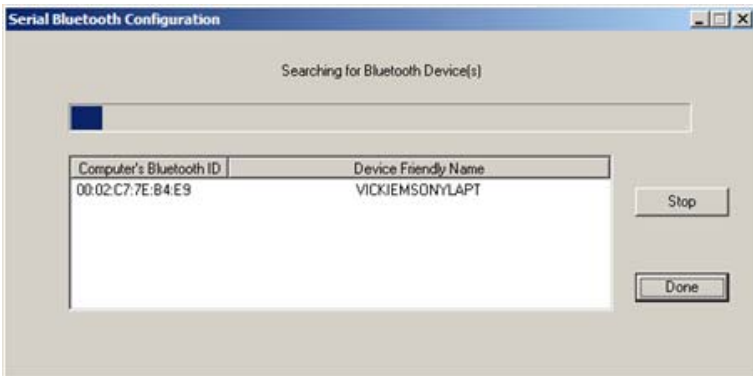 Serial Bluetooth Configuration
Searching for Bluetooth Device(s)
Computer's Bluetooth ID Device Friendly Name
00:02:C7:7E:B4:E9 VICKIEMSONYLAPT
Stop
Done